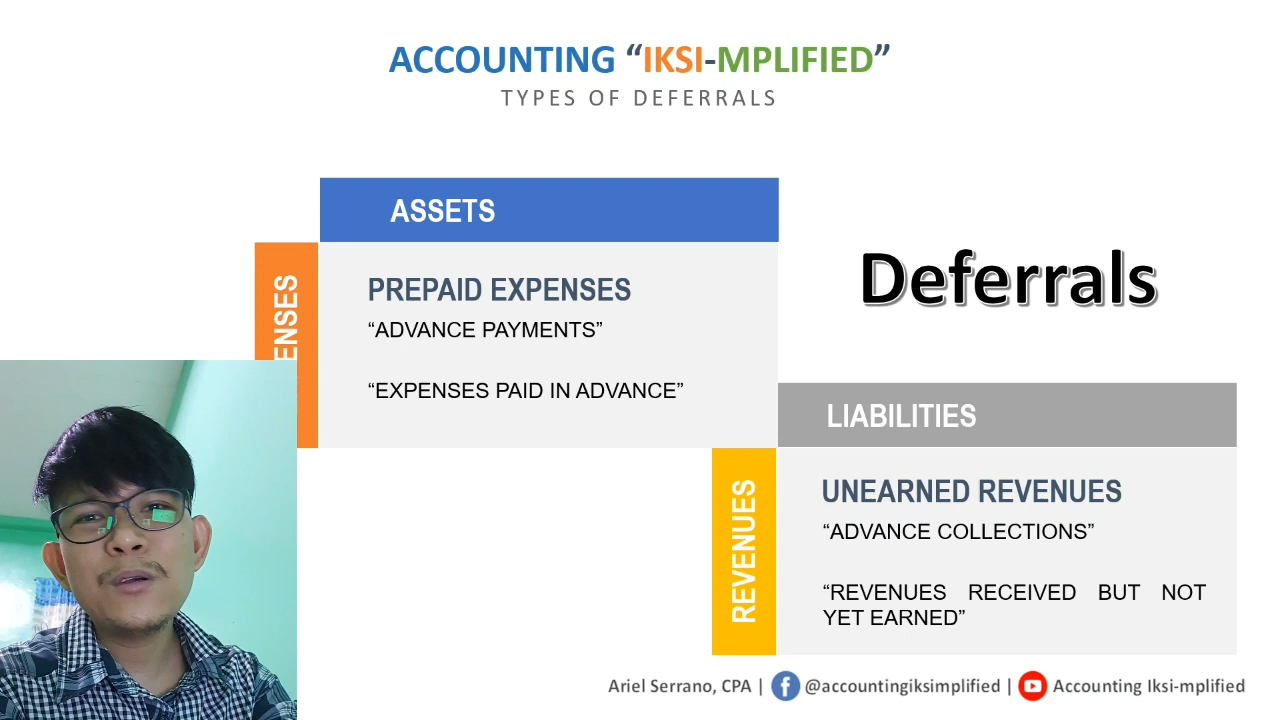 ACCOUNTING “IKSI-MPLIFIED”
TYPES OF DEFERRALS
ASSETS
PREPAID EXPENSES
“ADVANCE PAYMENTS”
“EXPENSES PAID IN ADVANCE”
Deferrals
LIABILITIES
REVENUES
UNEARNED REVENUES
“ADVANCE COLLECTIONS”
“REVENUES RECEIVED BUT NOT
YET EARNED”
Ariel Serrano, CPA | @accountingiksimplified | Accounting Iksi-mplified